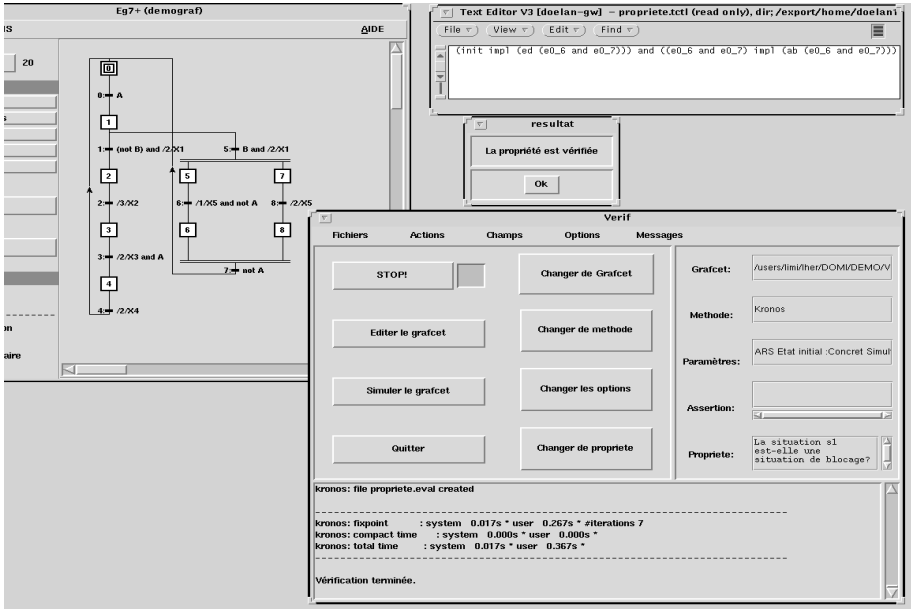 Eg7+ (demograf)
AIDE
20
0
0: A
1
1: (not B) and /2/X1
5: B and /2/X1
2
5
7
A
A
2: /3/X2
6: /1/X5 and not A
8: /2/X5
3
6
8
3: /2/X3 and A
7: not A
4
4: /2/X4
on
aire
Text Editor V3 [doelan-gw] - propriete.tctl (read only), dir; /export/home/doelan
File View Edit Find
(init impl (ed (e0_6 and e0_7))) and ((e0_6 and e0_7) impl (ab (e0_6 and e0_7)))
resultat
La propriété est vérifiée
Ok
Verif
Fichiers Actions Champs Options Messages
STOP!
Changer de Grafcet
Editer le grafcet
Changer de methode
Simuler le grafcet
Changer les options
Quitter
Changer de propriete
Grafcet: /users/limi/lher/DOMI/DEMO/V
Methode: Kronos
Paramètres: ARS Etat initial :Concret Simul
Assertion:
Propriete: La situation s1
est-elle une
situation de blocage?
kronos: file propriete.eval created
kronos: fixpoint : system 0.017s * user 0.267s * #iterations 7
kronos: compact time : system 0.000s * user 0.000s *
kronos: total time : system 0.017s * user 0.367s *
Vérification terminée.